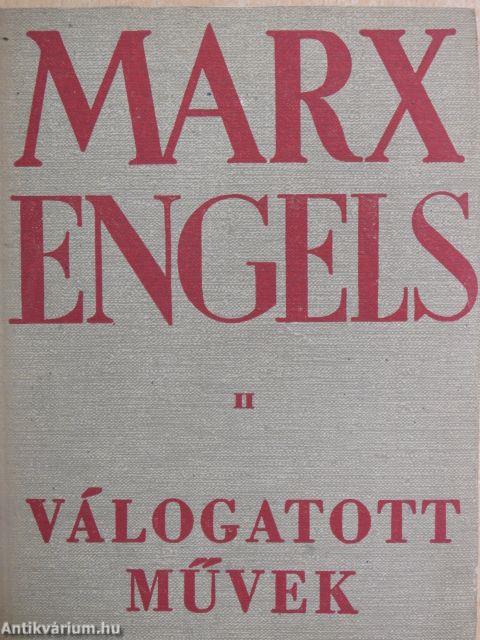 MARX
ENGELS
II
VÁLOGATOTT
MŰVEK
Antikvárium.hu